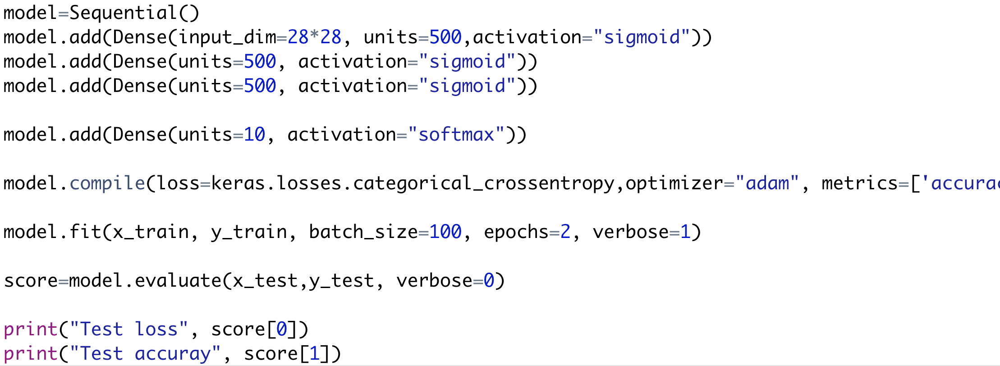 model=Sequential()
model.add(Dense(input_dim=28*28, units=500,activation="sigmoid"))
model.add(Dense(units=500, activation="sigmoid"))
model.add(Dense(units=500, activation="sigmoid"))
model.add(Dense(units=10, activation="softmax"))
model.compile(loss=keras.losses.categorical_crossentropy,optimizer="adam", metrics=['accura
model.fit(x_train, y_train, batch_size=100, epochs=2, verbose=1)
score=model.evaluate(x_test,y_test, verbose=0)
print("Test loss", score[0])
print("Test accuray", score[1])